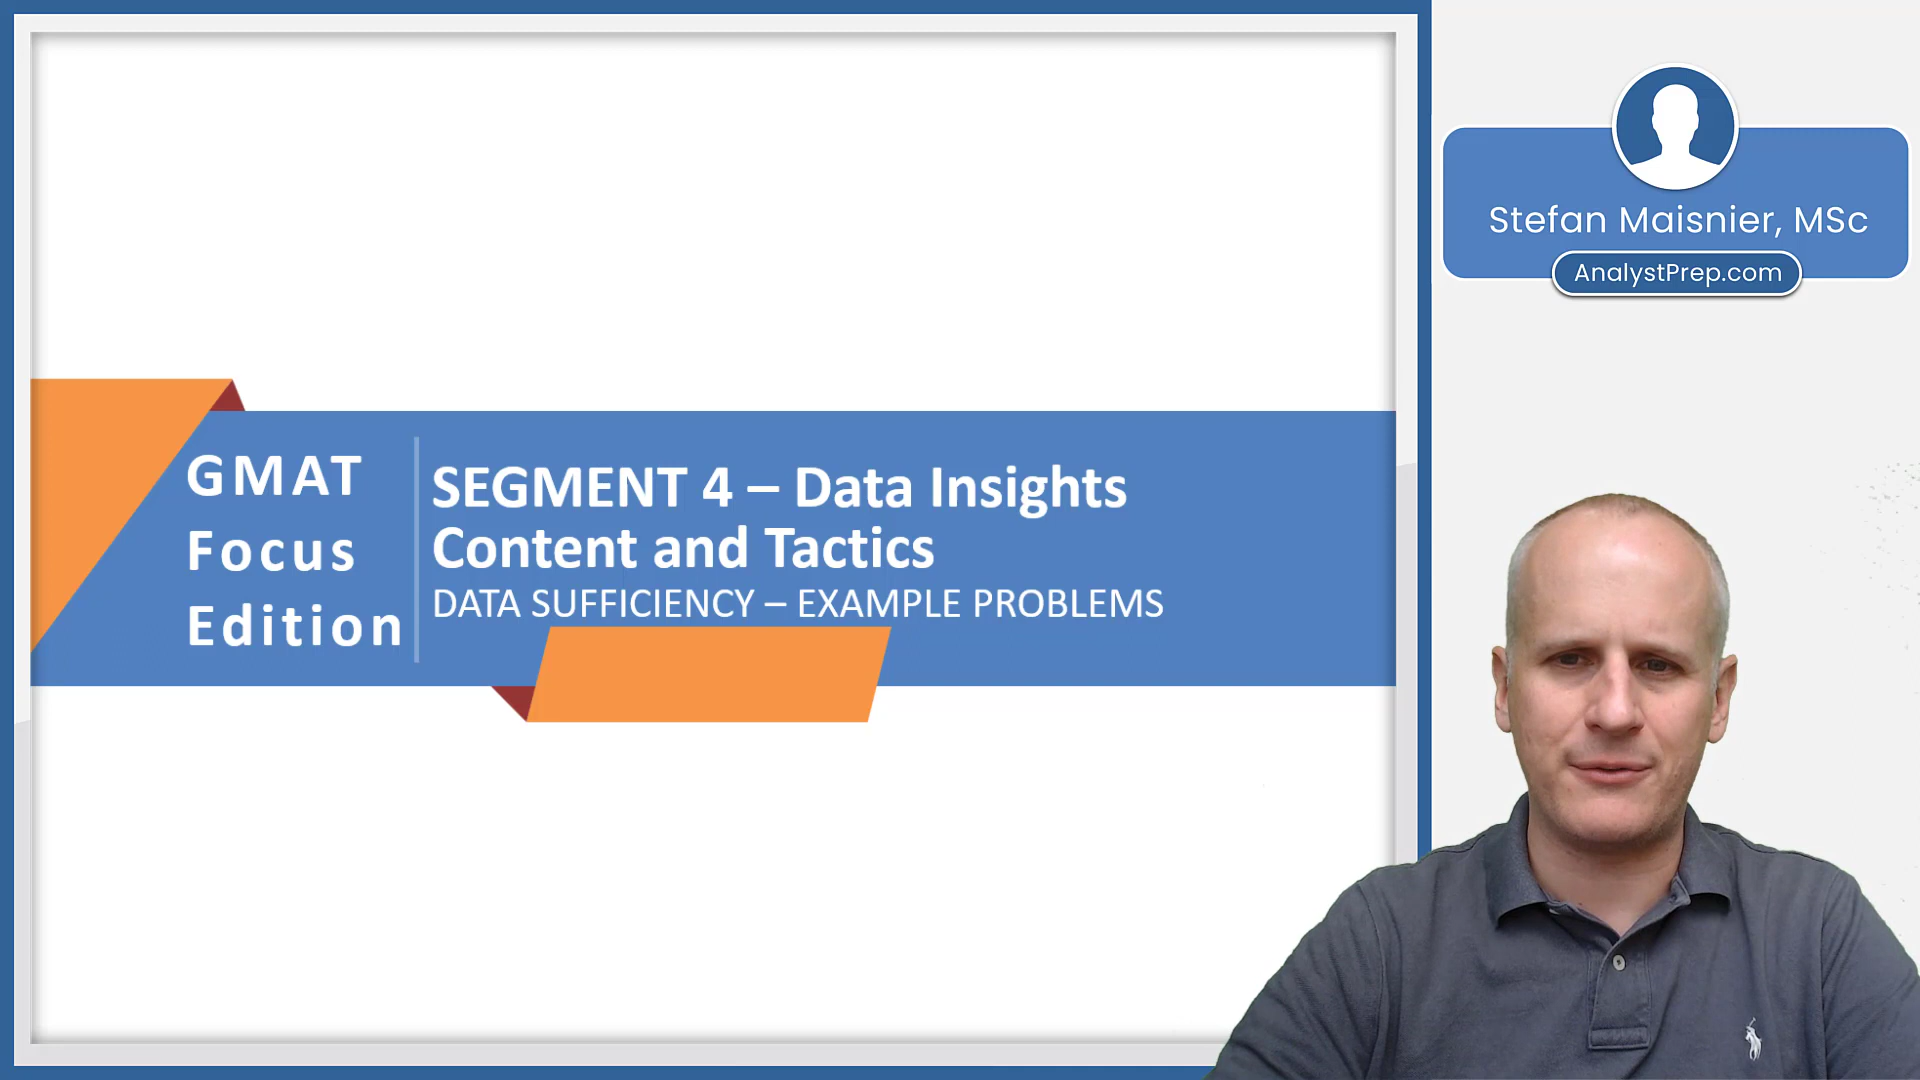 GMAT
Focus
Edition
SEGMENT 4 – Data Insights
Content and Tactics
DATA SUFFICIENCY – EXAMPLE PROBLEMS
Stefan Maisnier, MSc
AnalystPrep.com